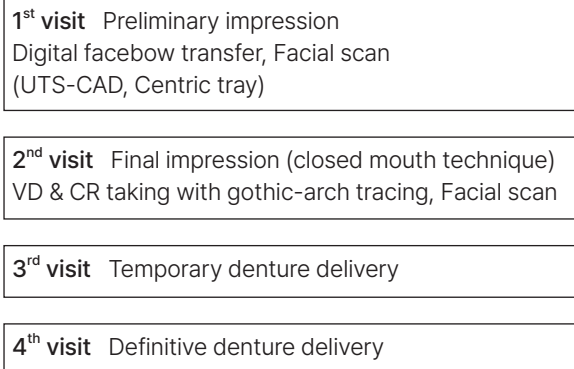 1st visit Preliminary impression
Digital facebow transfer, Facial scan
(UTS-CAD, Centric tray)
2nd visit Final impression (closed mouth technique)
VD & CR taking with gothic-arch tracing, Facial scan
3rd visit Temporary denture delivery
4th visit Definitive denture delivery